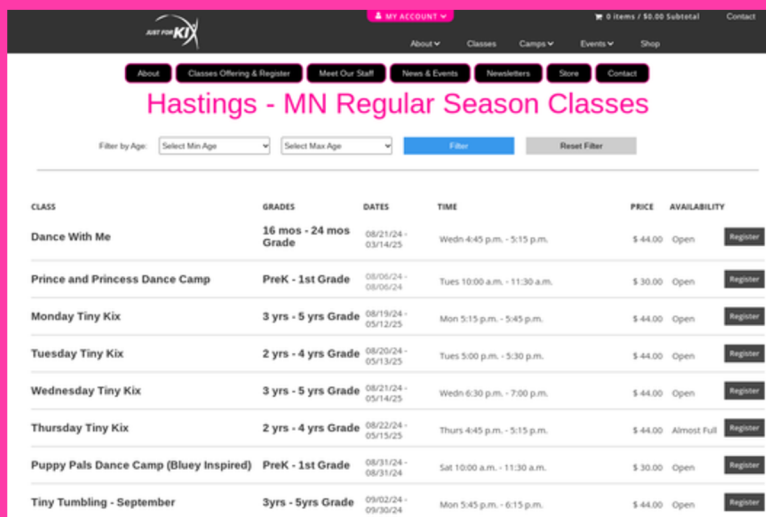 MY ACCOUNT
0 items / $0.00 Subtotal
Contact
JUST FOR KIX
About
Classes
Camps
Events
Shop
About
Classes Offering & Register
Meet Our Staff
News & Events
Newsletters
Store
Contact
Hastings - MN Regular Season Classes
Filter by Age: Select Min Age Select Max Age Filter Reset Filter
CLASS GRADES DATES TIME PRICE AVAILABILITY
Dance With Me 16 mos - 24 mos Grade 08/21/24 - 03/14/25 Wedn 4:45 p.m. - 5:15 p.m. $ 44.00 Open Register
Prince and Princess Dance Camp PreK - 1st Grade 08/06/24 - 08/06/24 Tues 10:00 a.m. - 11:30 a.m. $ 30.00 Open Register
Monday Tiny Kix 3 yrs - 5 yrs Grade 08/19/24 - 05/12/25 Mon 5:15 p.m. - 5:45 p.m. $ 44.00 Open Register
Tuesday Tiny Kix 2 yrs - 4 yrs Grade 08/20/24 - 05/13/25 Tues 5:00 p.m. - 5:30 p.m. $ 44.00 Open Register
Wednesday Tiny Kix 3 yrs - 5 yrs Grade 08/21/24 - 05/14/25 Wedn 6:30 p.m. - 7:00 p.m. $ 44.00 Open Register
Thursday Tiny Kix 2 yrs - 4 yrs Grade 08/22/24 - 05/15/25 Thurs 4:45 p.m. - 5:15 p.m. $ 44.00 Almost Full Register
Puppy Pals Dance Camp (Bluey Inspired) PreK - 1st Grade 08/31/24 - 08/31/24 Sat 10:00 a.m. - 11:30 a.m. $ 30.00 Open Register
Tiny Tumbling - September 3yrs - 5yrs Grade 09/02/24 - 09/30/24 Mon 5:45 p.m. - 6:15 p.m. $ 44.00 Open Register